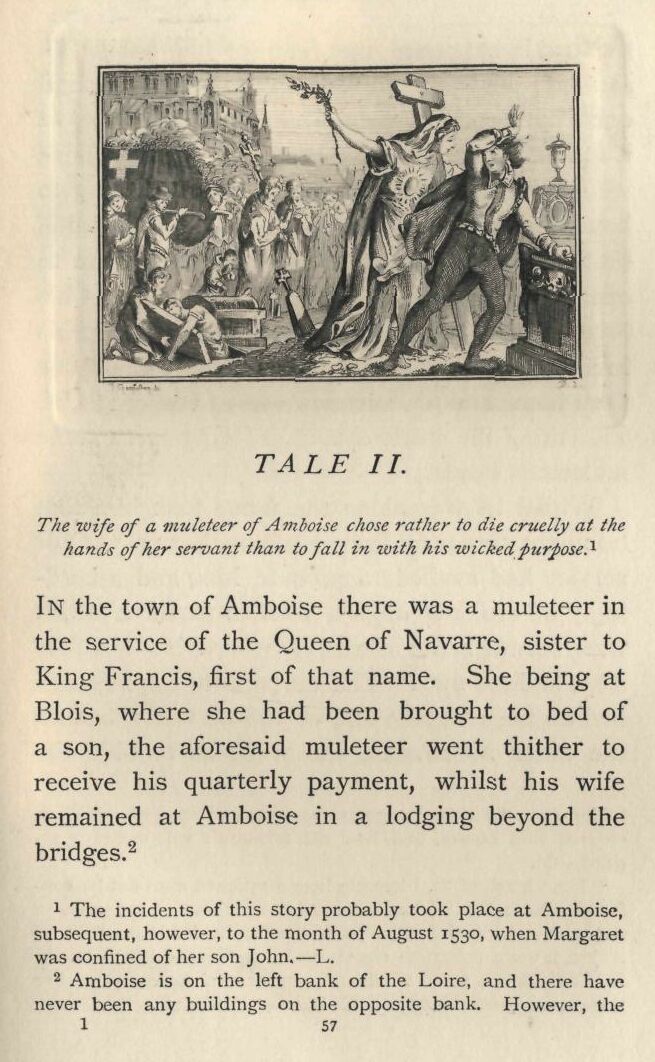 TALE II.
The wife of a muleteer of Amboise chose rather to die cruelly at the
hands of her servant than to fall in with his wicked purpose.1
IN the town of Amboise there was a muleteer in
the service of the Queen of Navarre, sister to
King Francis, first of that name. She being at
Blois, where she had been brought to bed of
a son, the aforesaid muleteer went thither to
receive his quarterly payment, whilst his wife
remained at Amboise in a lodging beyond the
bridges.2
1 The incidents of this story probably took place at Amboise,
subsequent, however, to the month of August 1530, when Margaret
was confined of her son John.—L.
2 Amboise is on the left bank of the Loire, and there have
never been any buildings on the opposite bank. However, the
1 57